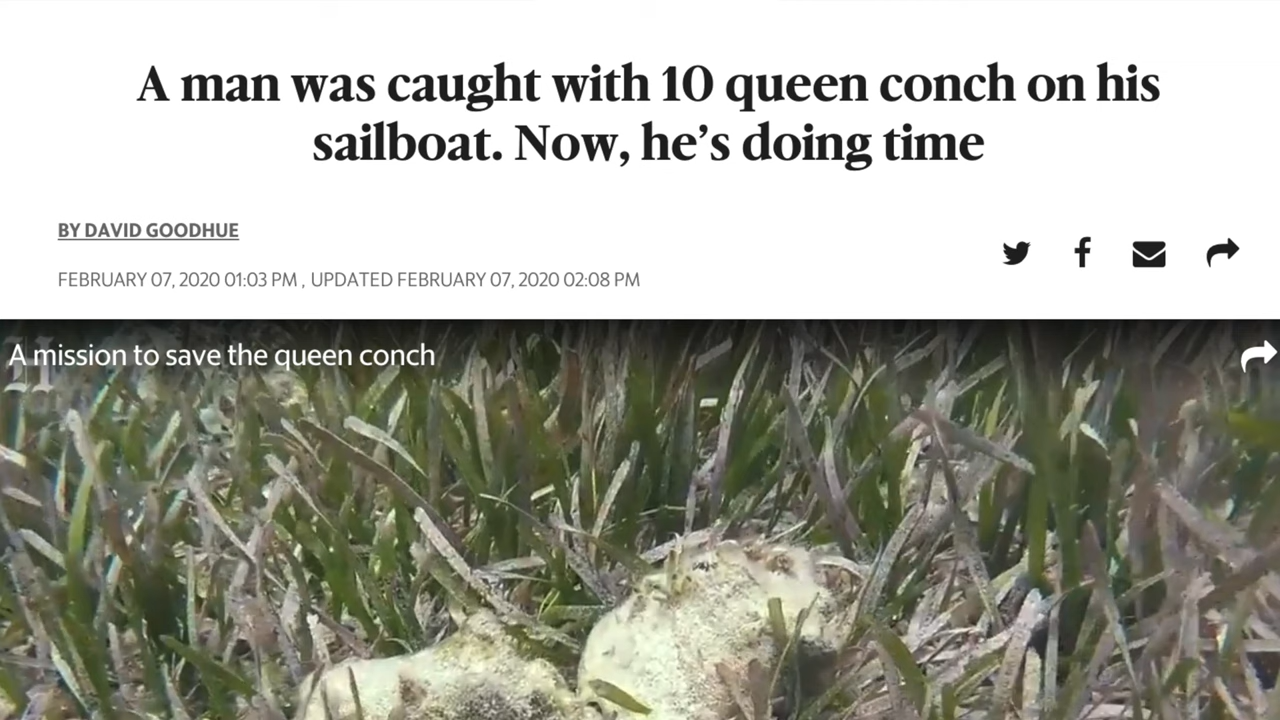 A man was caught with 10 queen conch on his
sailboat. Now, he's doing time
BY DAVID GOODHUE
FEBRUARY 07, 2020 01:03 PM , UPDATED FEBRUARY 07, 2020 02:08 PM
A mission to save the queen conch